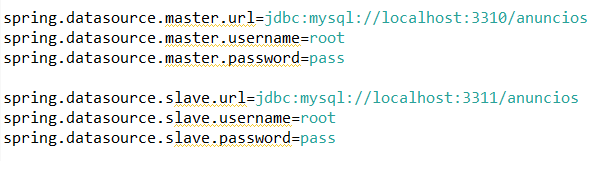 spring.datasource.master.url=jdbc:mysql://localhost:3310/anuncios
spring.datasource.master.username=root
spring.datasource.master.password=pass
spring.datasource.slave.url=jdbc:mysql://localhost:3311/anuncios
spring.datasource.slave.username=root
spring.datasource.slave.password=pass